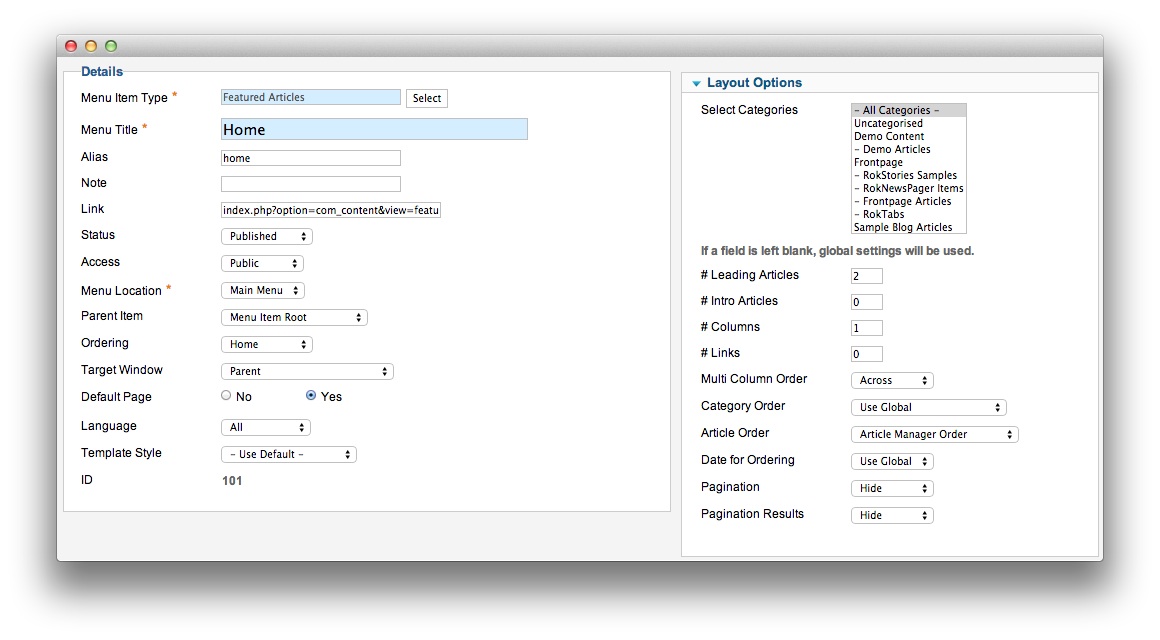 Details
Menu Item Type * Featured Articles Select
Menu Title * Home
Alias home
Note
Link index.php?option=com_content&view=featu
Status Published
Access Public
Menu Location * Main Menu
Parent Item Menu Item Root
Ordering Home
Target Window Parent
Default Page No Yes
Language All
Template Style - Use Default -
ID 101
Layout Options
Select Categories - All Categories -
Uncategorised
Demo Content
- Demo Articles
Frontpage
- RokStories Samples
- RokNewsPager Items
- Frontpage Articles
- RokTabs
Sample Blog Articles
If a field is left blank, global settings will be used.
# Leading Articles 2
# Intro Articles 0
# Columns 1
# Links 0
Multi Column Order Across
Category Order Use Global
Article Order Article Manager Order
Date for Ordering Use Global
Pagination Hide
Pagination Results Hide